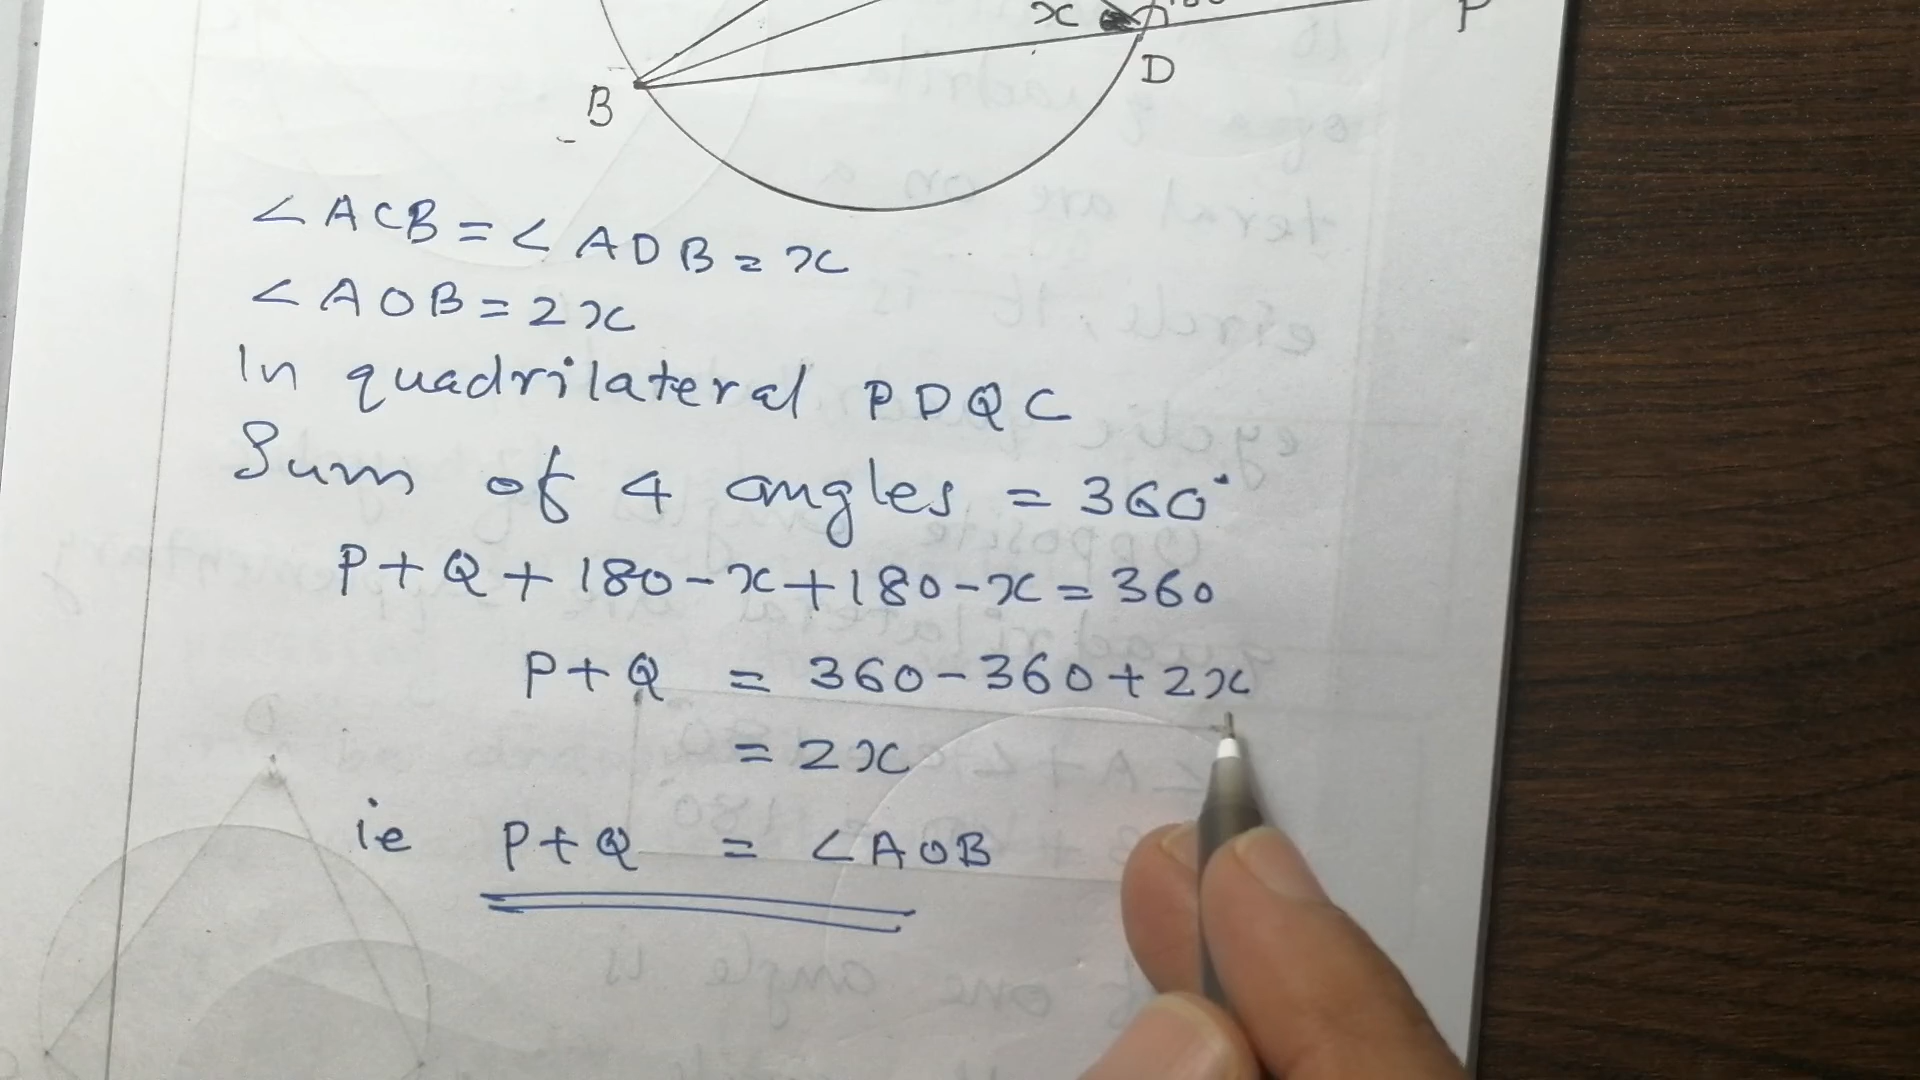 x
P
D
B
∠ACB = ∠ADB = x
∠AOB = 2x
In quadrilateral PDQC
Sum of 4 angles = 360°
P + Q + 180 - x + 180 - x = 360
P + Q = 360 - 360 + 2x
= 2x
ie P + Q = ∠AOB